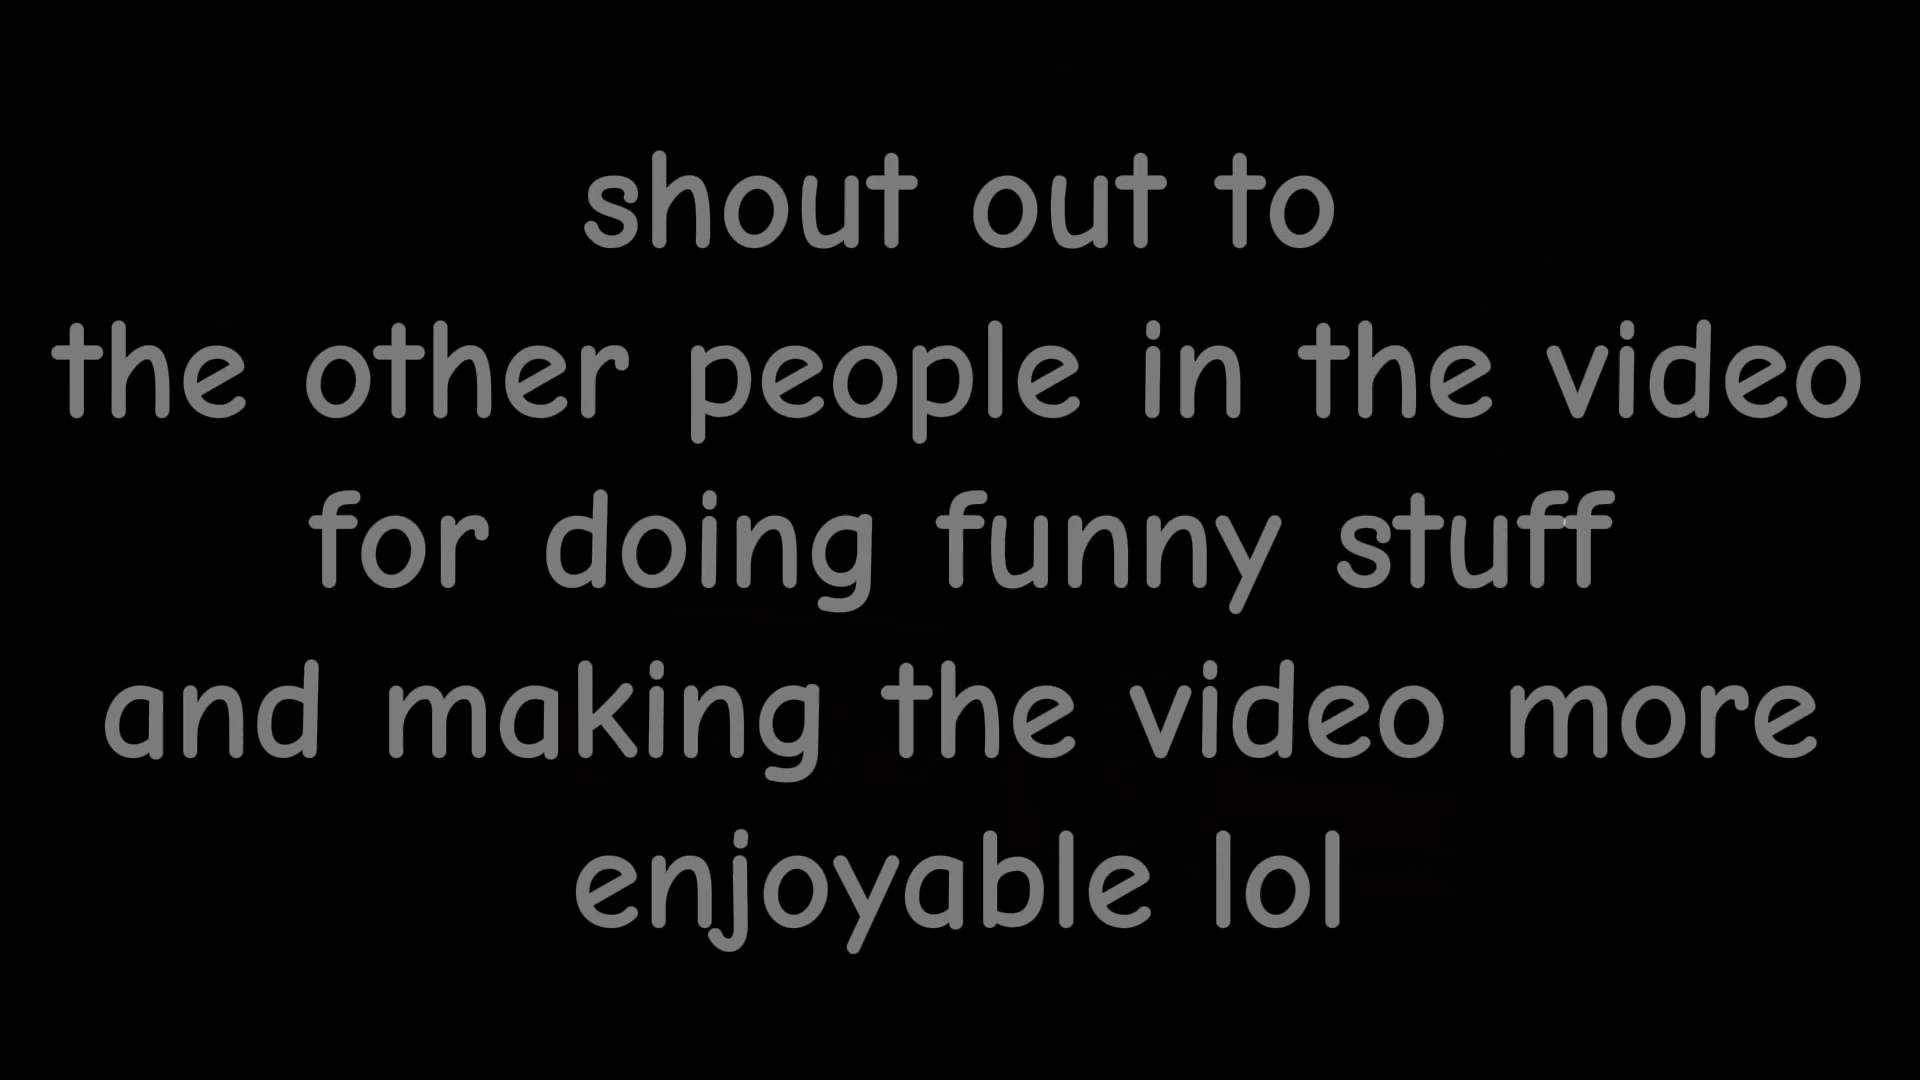 shout out to
the other people in the video
for doing funny stuff
and making the video more
enjoyable lol